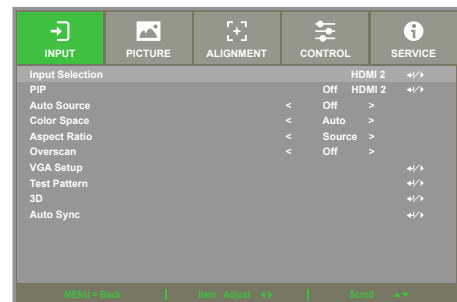 INPUT PICTURE ALIGNMENT CONTROL SERVICE
Input Selection HDMI 2
PIP Off HDMI 2
Auto Source < Off >
Color Space < Auto >
Aspect Ratio < Source >
Overscan < Off >
VGA Setup
Test Pattern
3D
Auto Sync
MENU = Back Item Adjust Scroll